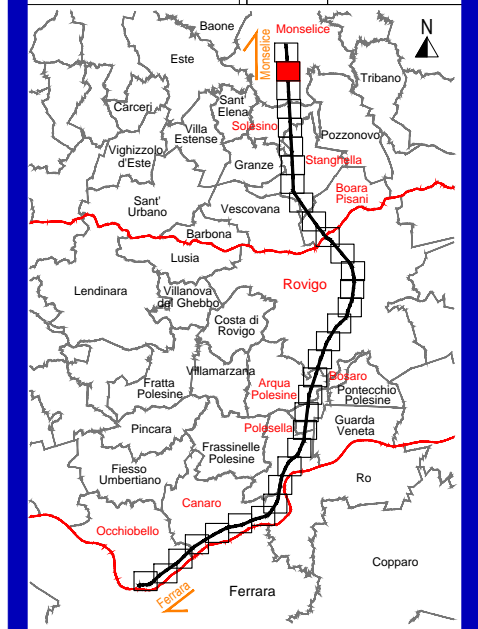 Baone
Monselice
N
Monselice
Este
Tribano
Carceri
Sant'
Elena
Solesino
Villa
Estense
Pozzonovo
Vighizzolo
d'Este
Granze
Stanghella
Boara
Pisani
Sant'
Urbano
Vescovana
Barbona
Lusia
Lendinara
Villanova
del Ghebbo
Rovigo
Costa di
Rovigo
Villamarzana
Fratta
Polesine
Arqua
Polesine
Bosaro
Pontecchio
Polesine
Pincara
Polesella
Guarda
Veneta
Frassinelle
Polesine
Fiesso
Umbertiano
Ro
Canaro
Occhiobello
Copparo
Ferrara
Ferrara